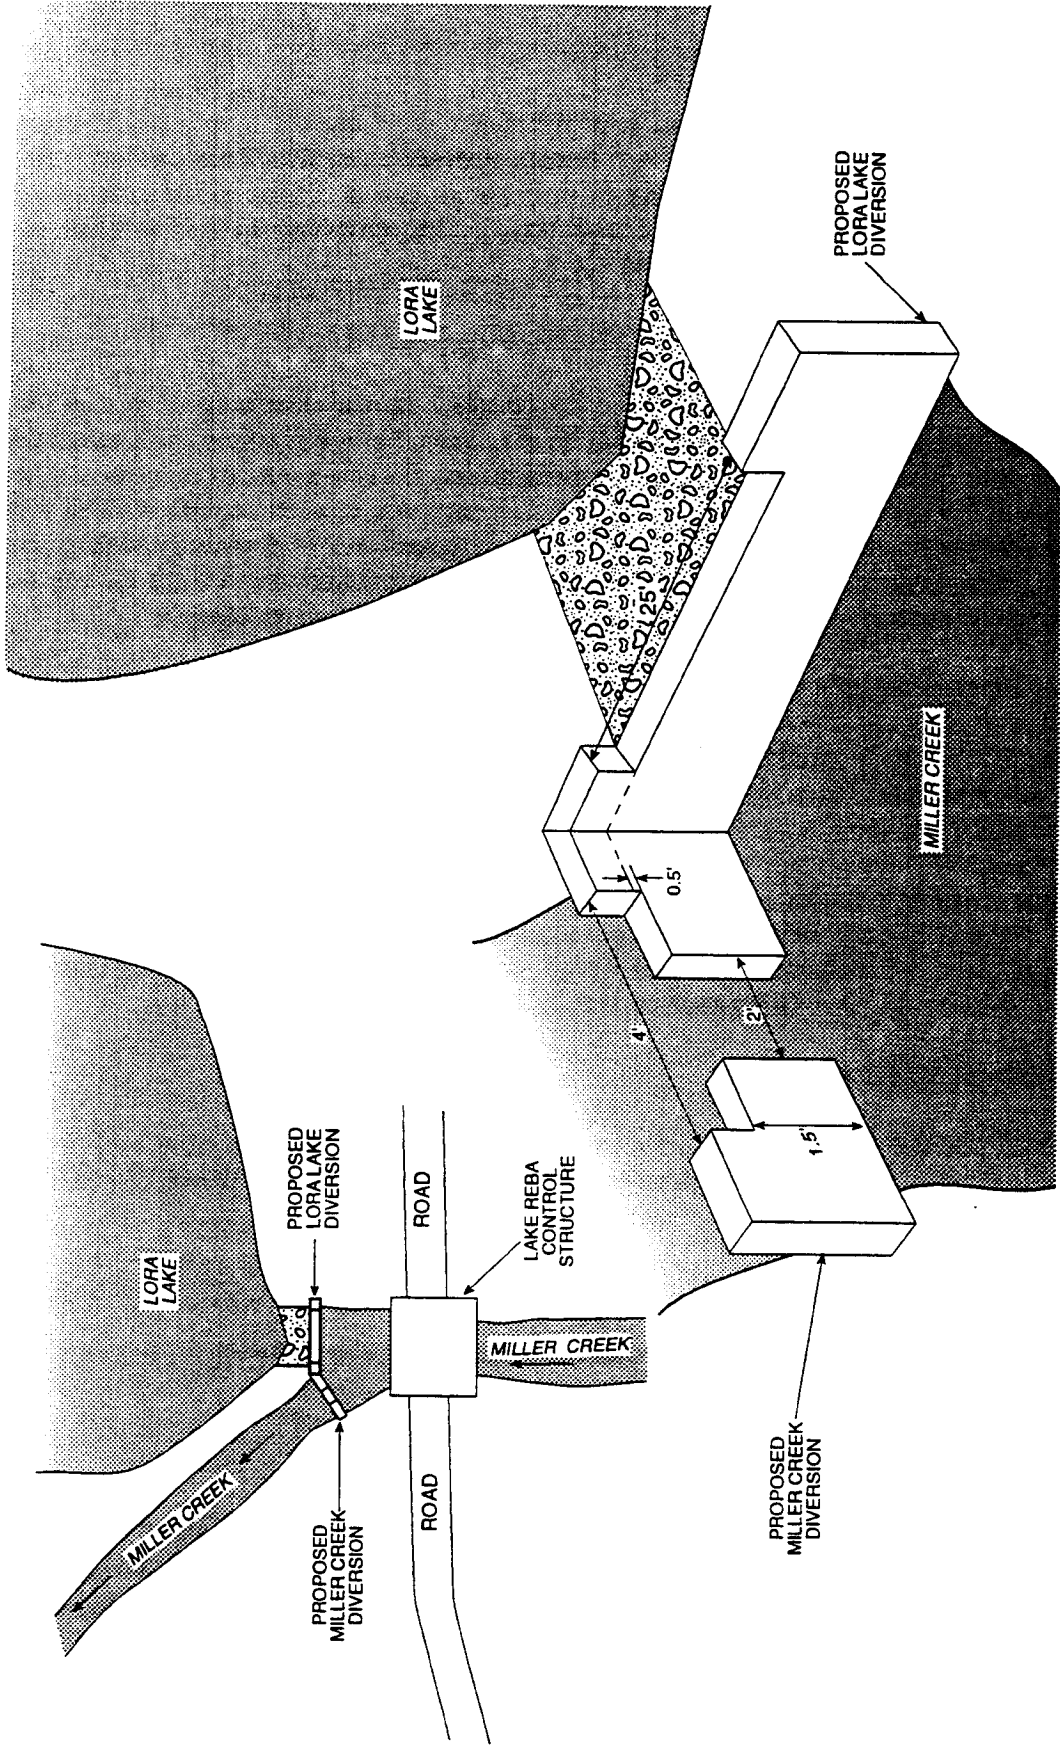 LORA
LAKE
MILLER CREEK
PROPOSED
MILLER CREEK
DIVERSION
PROPOSED
LORA LAKE
DIVERSION
ROAD
ROAD
LAKE REBA
CONTROL
STRUCTURE
MILLER CREEK
LORA
LAKE
25'
4'
0.5'
2'
1.5'
PROPOSED
LORA LAKE
DIVERSION
PROPOSED
MILLER CREEK
DIVERSION
MILLER CREEK